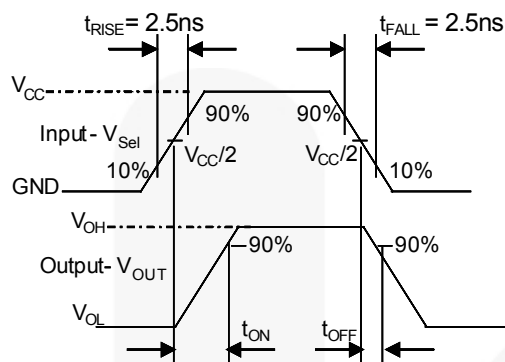 tRISE = 2.5ns
tFALL = 2.5ns
VCC
90%
90%
Input- VSel
VCC/2
VCC/2
10%
10%
GND
VOH
90%
90%
Output- VOUT
VOL
tON
tOFF